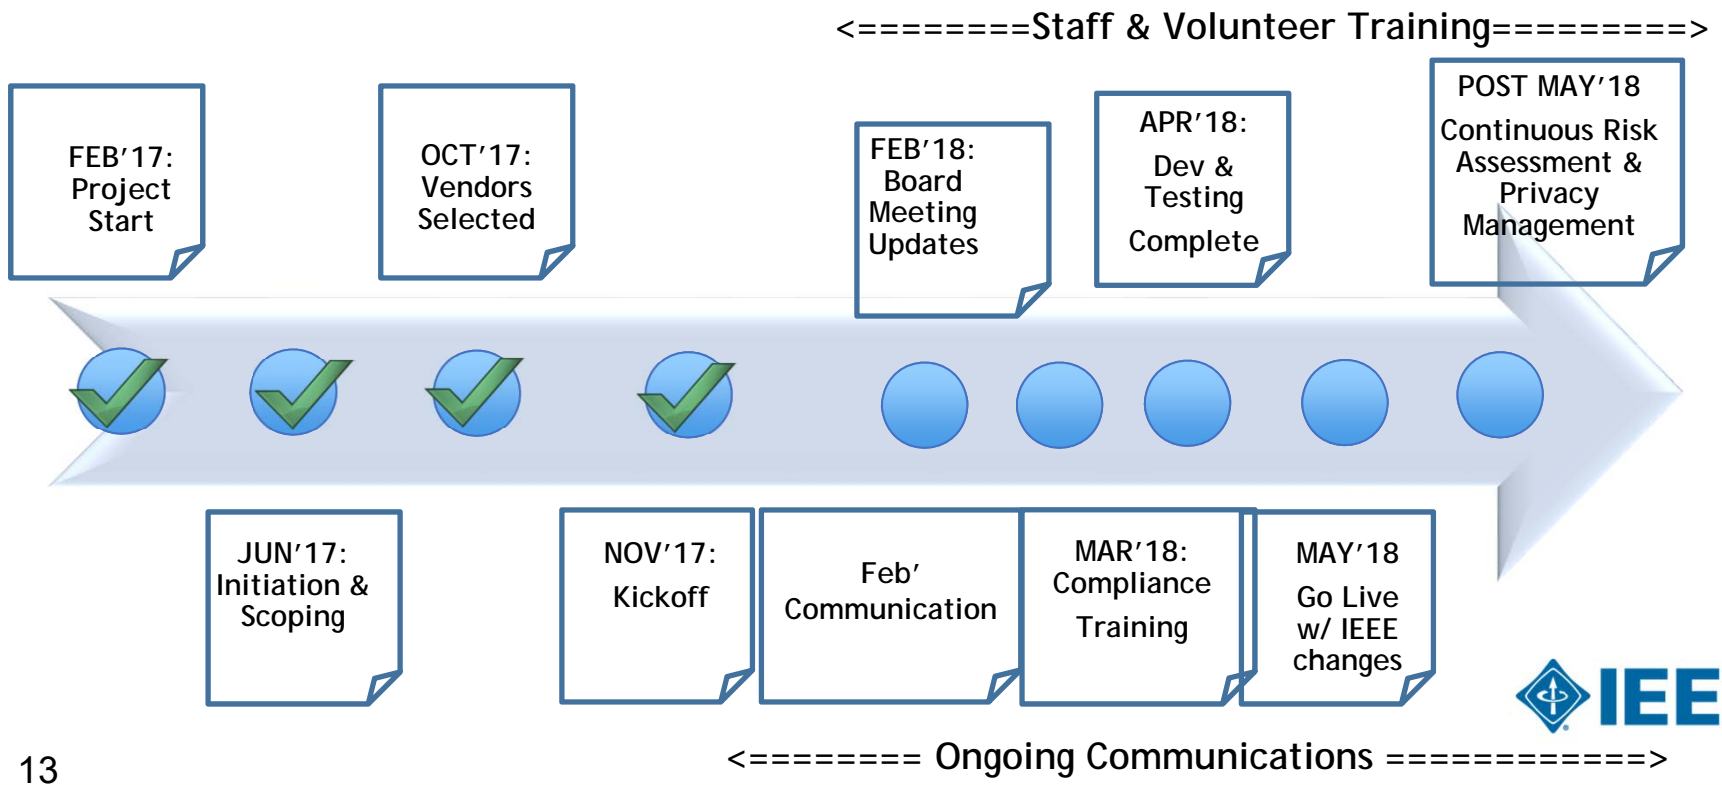 <========Staff & Volunteer Training=========>
FEB'17:
Project
Start
OCT'17:
Vendors
Selected
FEB'18:
Board
Meeting
Updates
APR'18:
Dev &
Testing
Complete
POST MAY'18
Continuous Risk
Assessment &
Privacy
Management
JUN'17:
Initiation &
Scoping
NOV'17:
Kickoff
Feb'
Communication
MAR'18:
Compliance
Training
MAY'18
Go Live
w/ IEEE
changes
IEE
<======== Ongoing Communications ============>
13